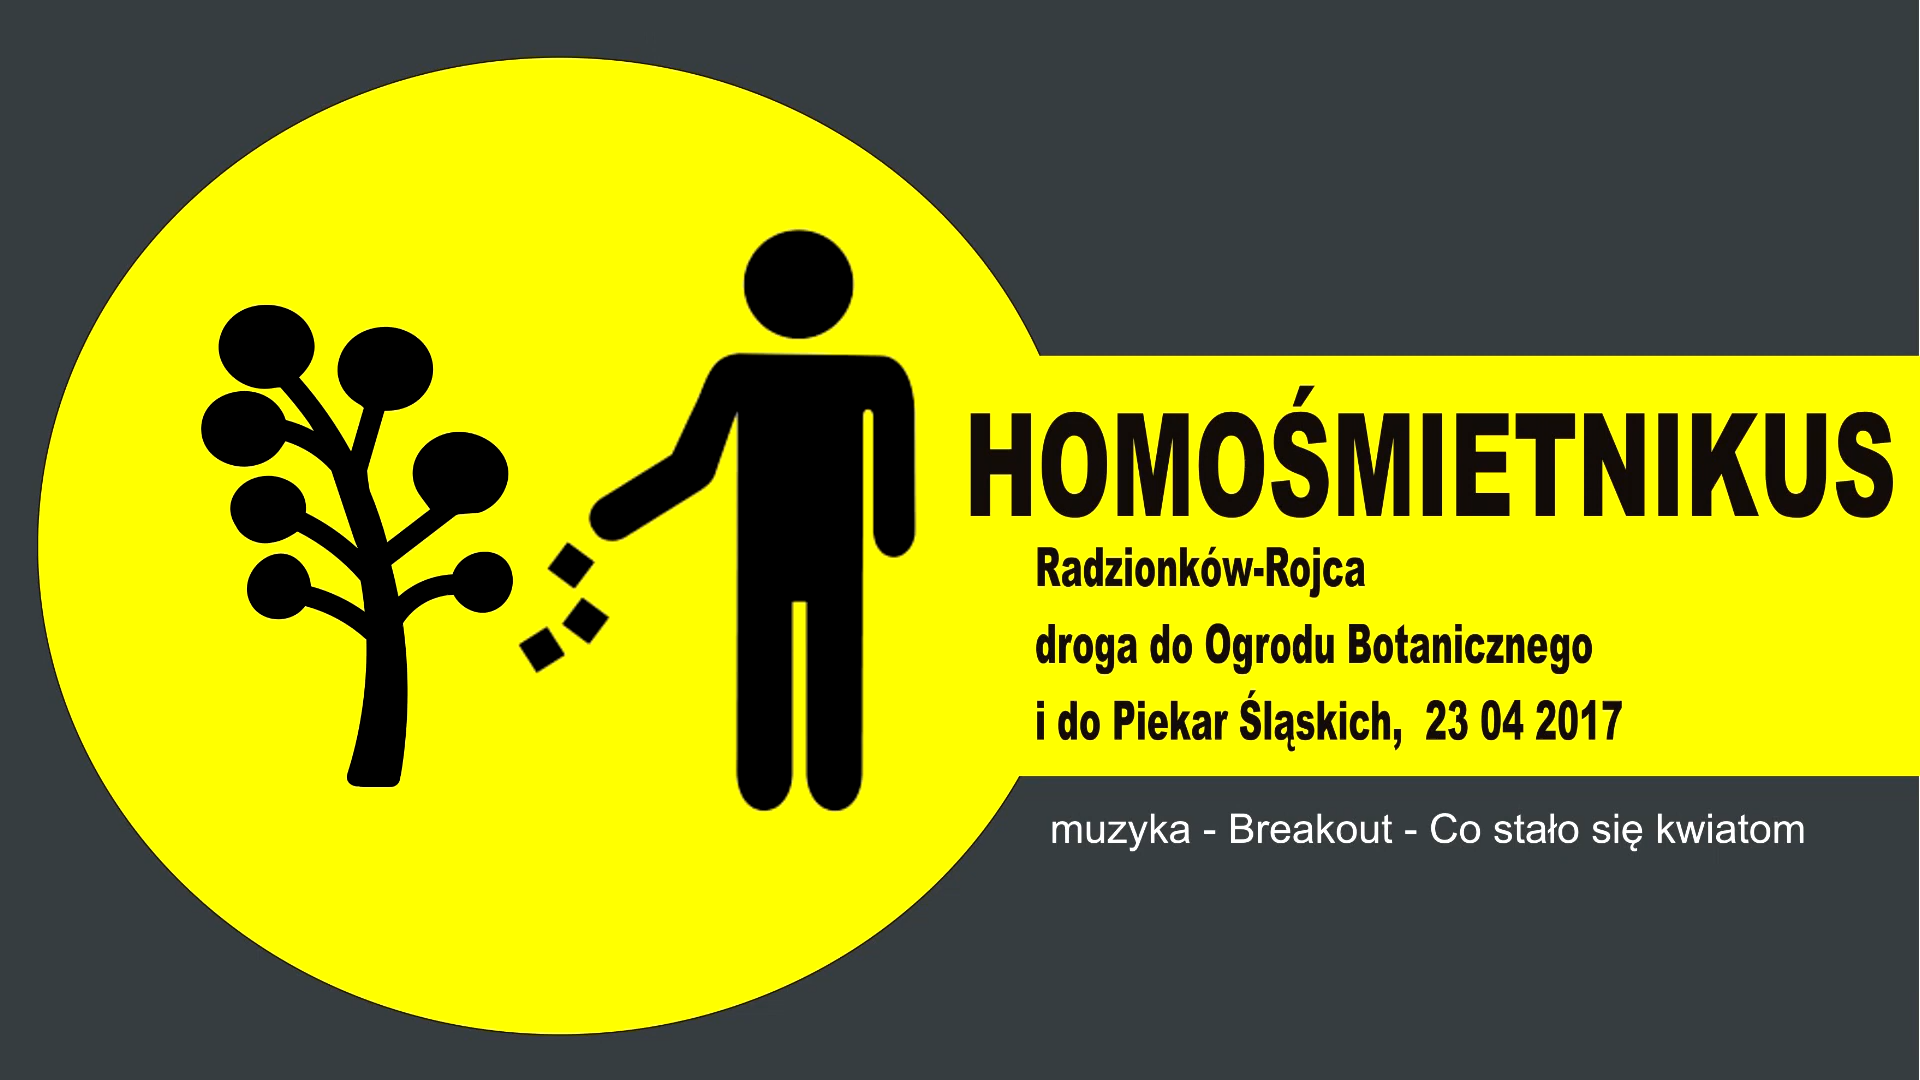 HOMOŚMIETNIKUS
Radzionków-Rojca
droga do Ogrodu Botanicznego
i do Piekar Śląskich, 23 04 2017
muzyka - Breakout - Co stało się kwiatom